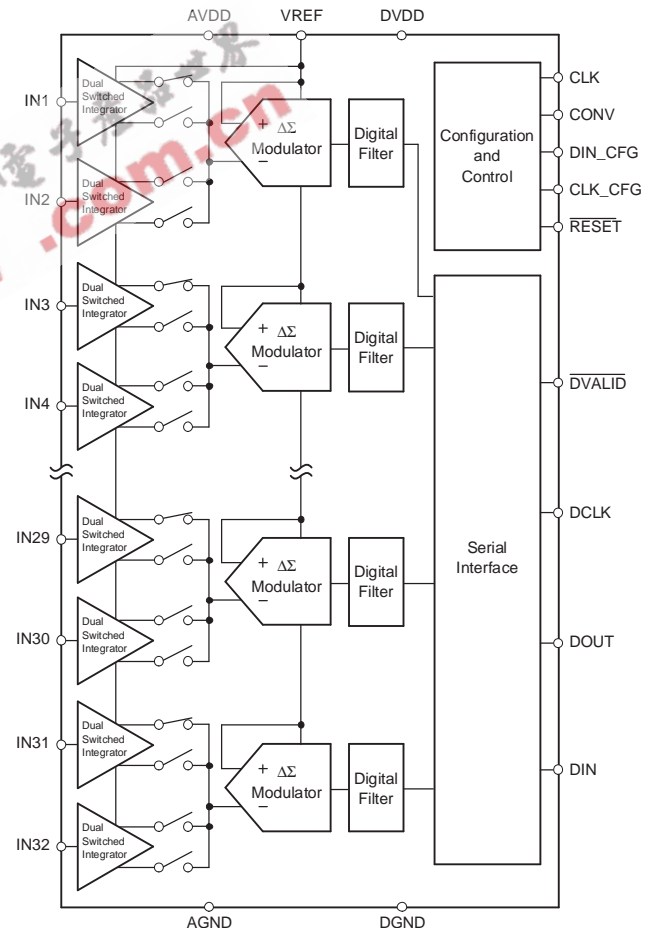 AVDD VREF DVDD
IN1
Dual
Switched
Integrator
+ ΔΣ
Modulator
−
Digital
Filter
Configuration
and
Control
CLK
CONV
DIN_CFG
CLK_CFG
RESET
IN2
Dual
Switched
Integrator
.com.cn
IN3
Dual
Switched
Integrator
+ ΔΣ
Modulator
−
Digital
Filter
IN4
Dual
Switched
Integrator
DVALID
IN29
Dual
Switched
Integrator
+ ΔΣ
Modulator
−
Digital
Filter
Serial
Interface
DCLK
IN30
Dual
Switched
Integrator
DOUT
IN31
Dual
Switched
Integrator
+ ΔΣ
Modulator
−
Digital
Filter
DIN
IN32
Dual
Switched
Integrator
AGND DGND